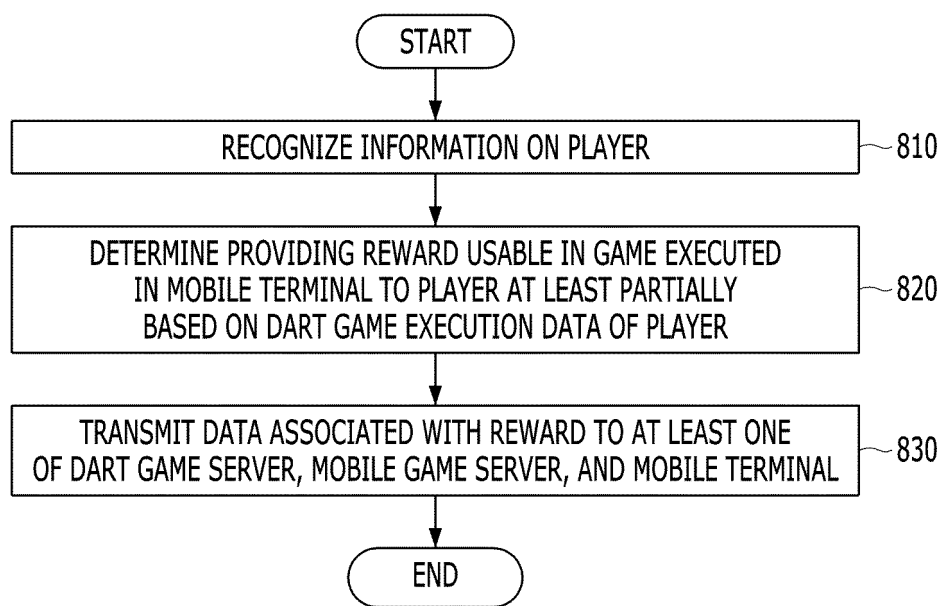 START
RECOGNIZE INFORMATION ON PLAYER
810
DETERMINE PROVIDING REWARD USABLE IN GAME EXECUTED
IN MOBILE TERMINAL TO PLAYER AT LEAST PARTIALLY
BASED ON DART GAME EXECUTION DATA OF PLAYER
820
TRANSMIT DATA ASSOCIATED WITH REWARD TO AT LEAST ONE
OF DART GAME SERVER, MOBILE GAME SERVER, AND MOBILE TERMINAL
830
END